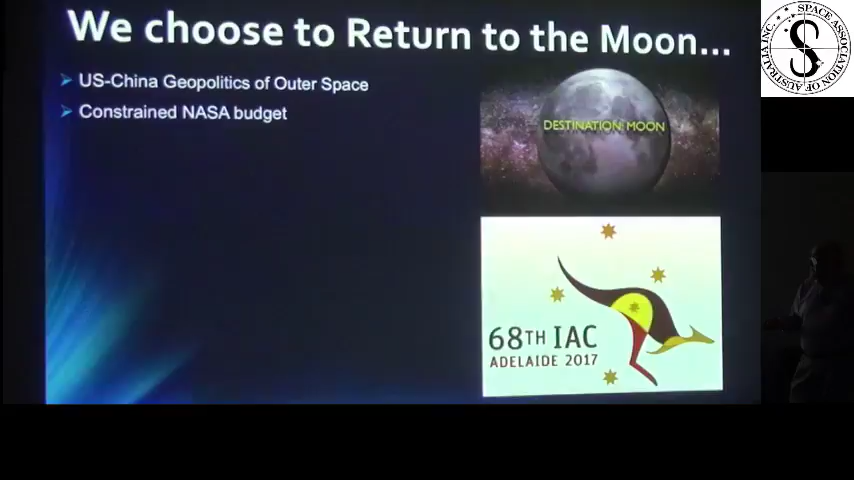 We choose to Return to the Moon...
US-China Geopolitics of Outer Space
Constrained NASA budget
DESTINATION: MOON
68TH IAC
ADELAIDE 2017
SPACE ASSOCIATION OF AUSTRALIA INC.
S